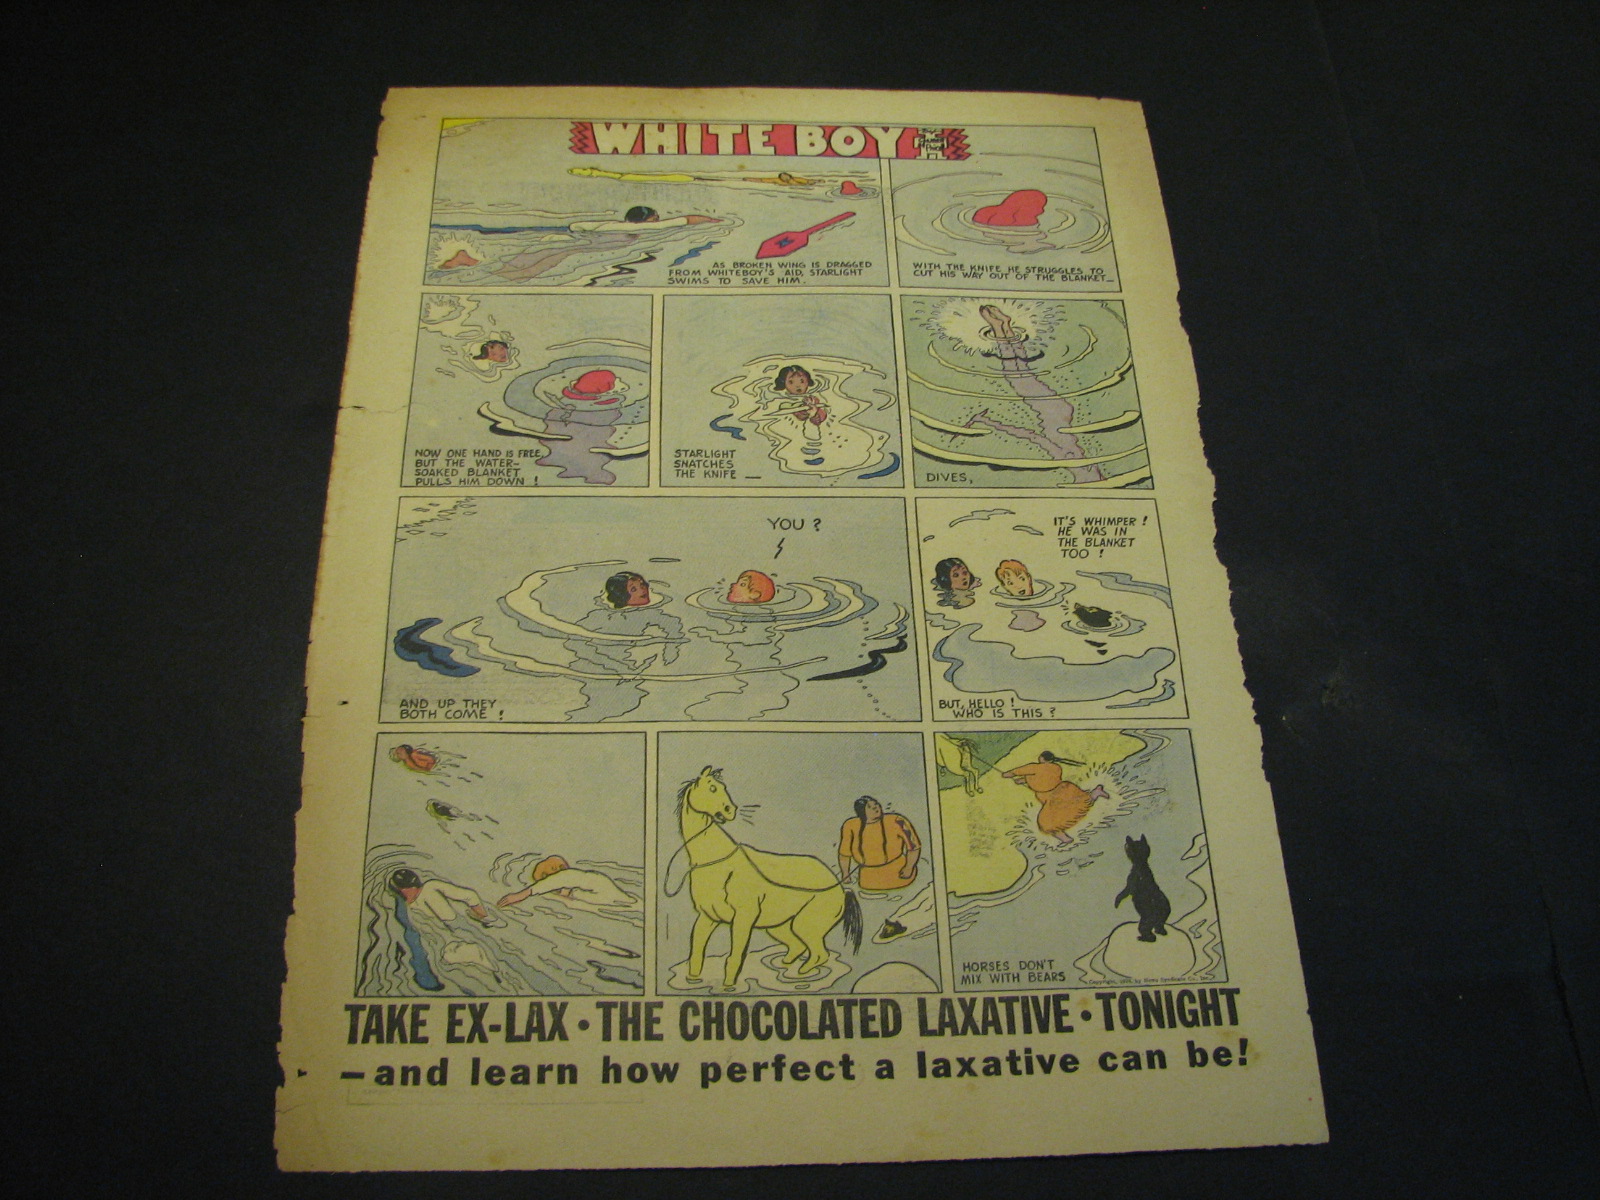 WHITE BOY
AS BROKEN WING IS DRAGGED
FROM WHITEBOY'S AID, STARLIGHT
SWIMS TO SAVE HIM.
WITH THE KNIFE HE STRUGGLES TO
CUT HIS WAY OUT OF THE BLANKET—
NOW ONE HAND IS FREE,
BUT THE WATER-
SOAKED BLANKET
PULLS HIM DOWN!
STARLIGHT
SNATCHES
THE KNIFE —
DIVES,
YOU?
AND UP THEY
BOTH COME!
IT'S WHIMPER!
HE WAS IN
THE BLANKET
TOO!
BUT, HELLO!
WHO IS THIS?
HORSES DON'T
MIX WITH BEARS
TAKE EX-LAX • THE CHOCOLATED LAXATIVE • TONIGHT
—and learn how perfect a laxative can be!